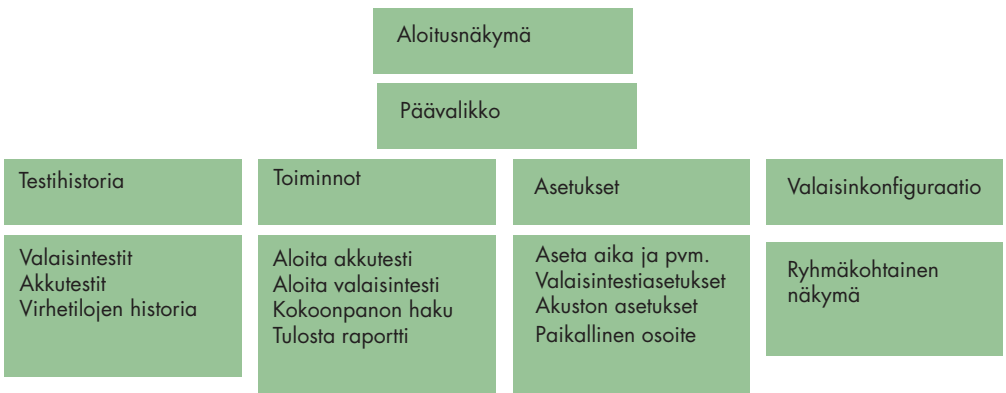 Aloitusnäkymä
Päävalikko
Testihistoria
Toiminnot
Asetukset
Valaisinkonfiguraatio
Valaisintestit
Akkutestit
Virhetilojen historia
Aloita akkutesti
Aloita valaisintesti
Kokoonpanon haku
Tulosta raportti
Aseta aika ja pvm.
Valaisintestiasetukset
Akuston asetukset
Paikallinen osoite
Ryhmäkohtainen
näkymä